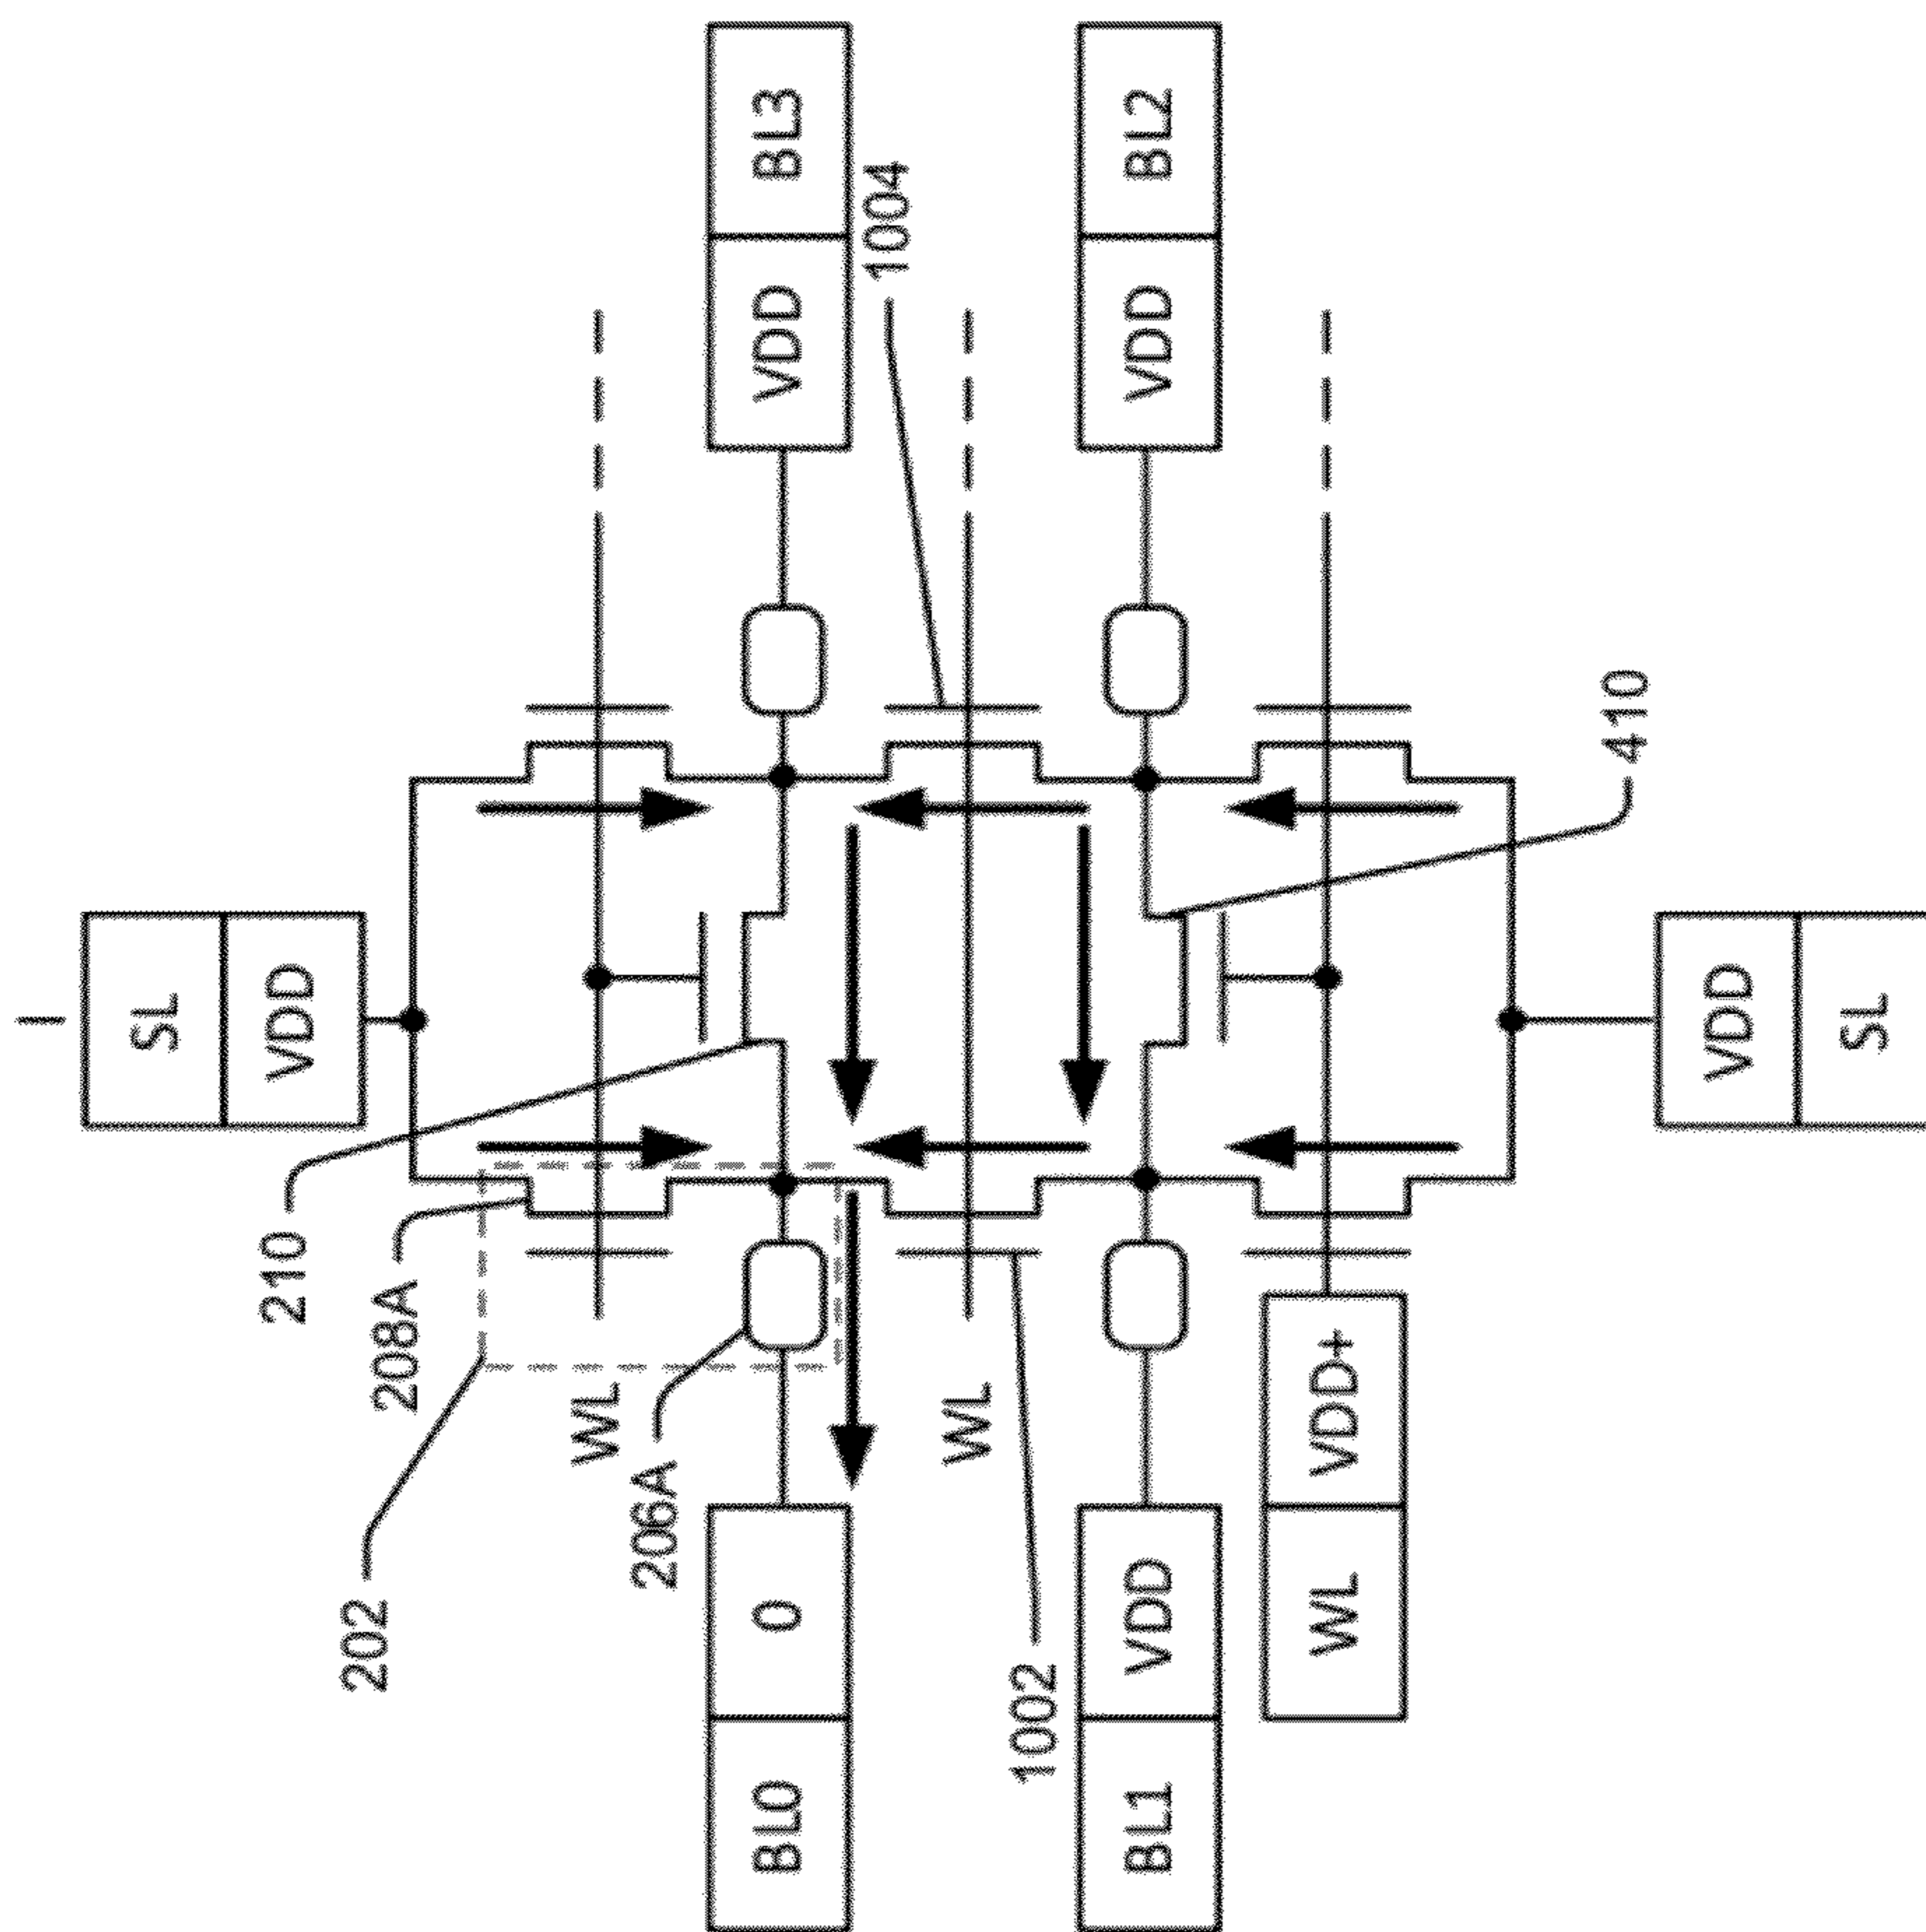 SL
VDD
210
202
208A
WL
206A
BL0 0 VDD BL3
1004
WL
1002
BL1 VDD VDD BL2
WL VDD+
410
VDD
SL